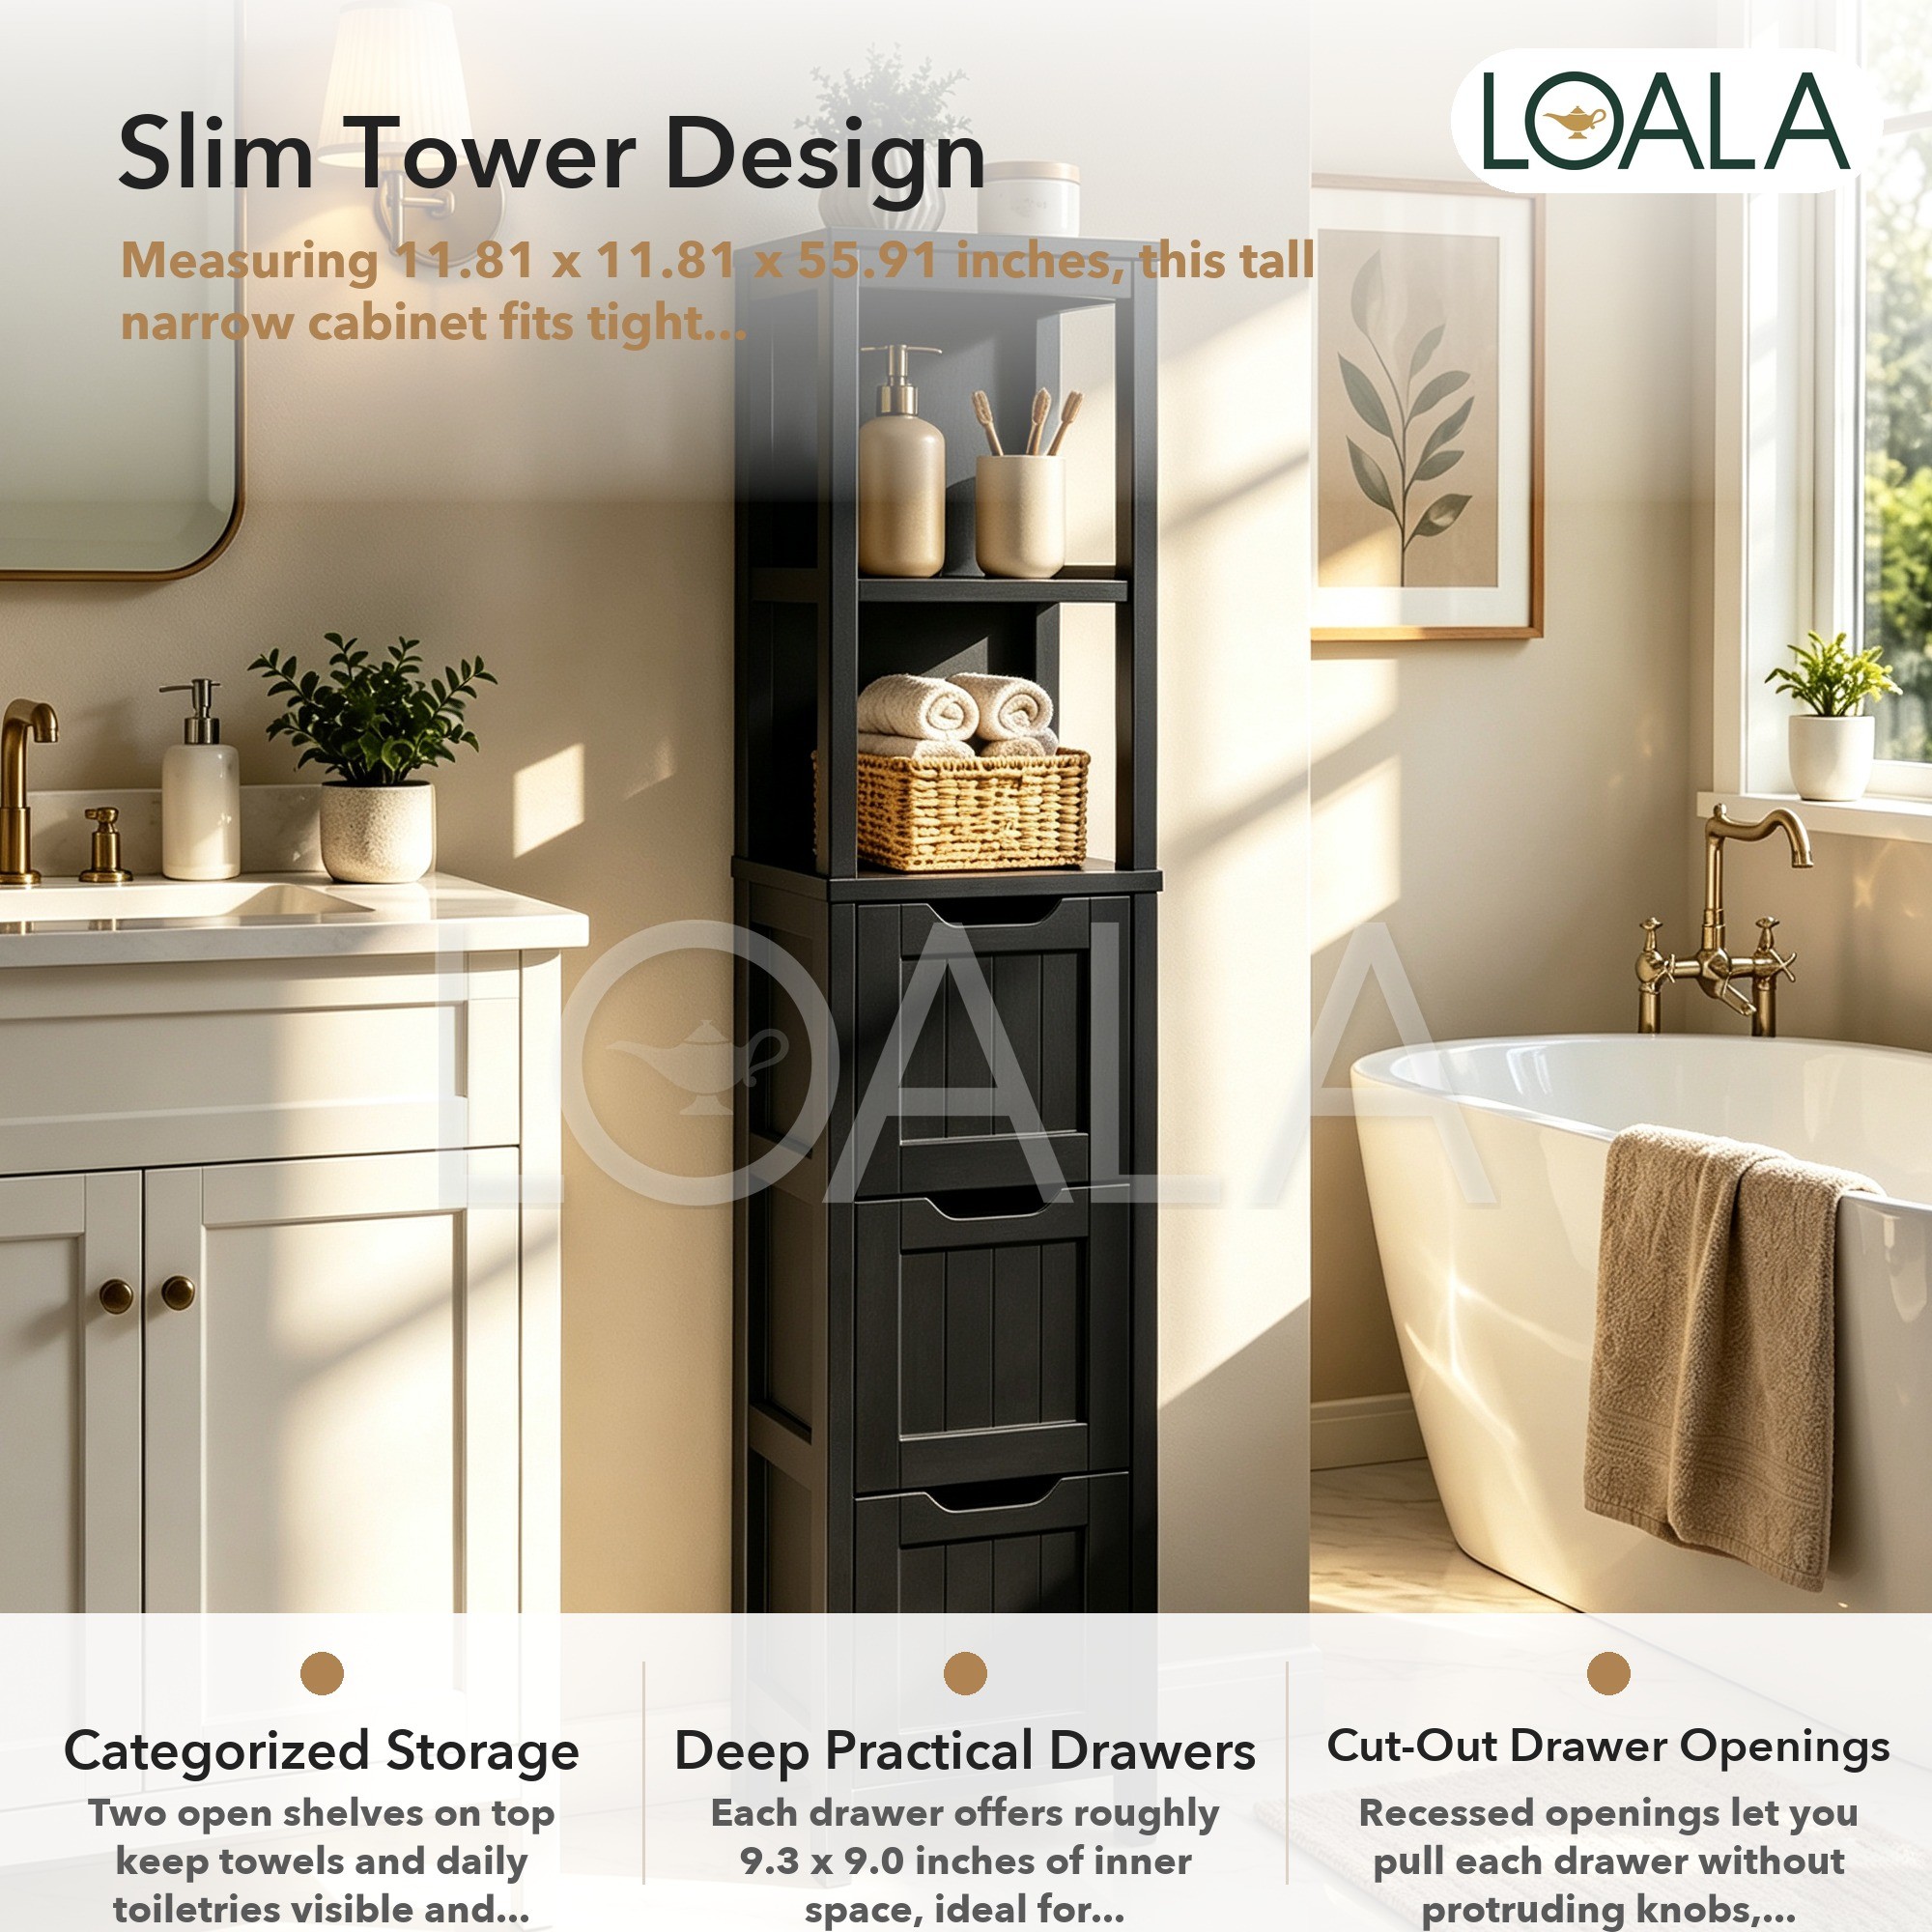 LOALA
Slim Tower Design
Measuring 11.81 x 11.81 x 55.91 inches, this tall
narrow cabinet fits tight...
LOALA
Categorized Storage
Two open shelves on top
keep towels and daily
toiletries visible and...
Deep Practical Drawers
Each drawer offers roughly
9.3 x 9.0 inches of inner
space, ideal for...
Cut-Out Drawer Openings
Recessed openings let you
pull each drawer without
protruding knobs,...